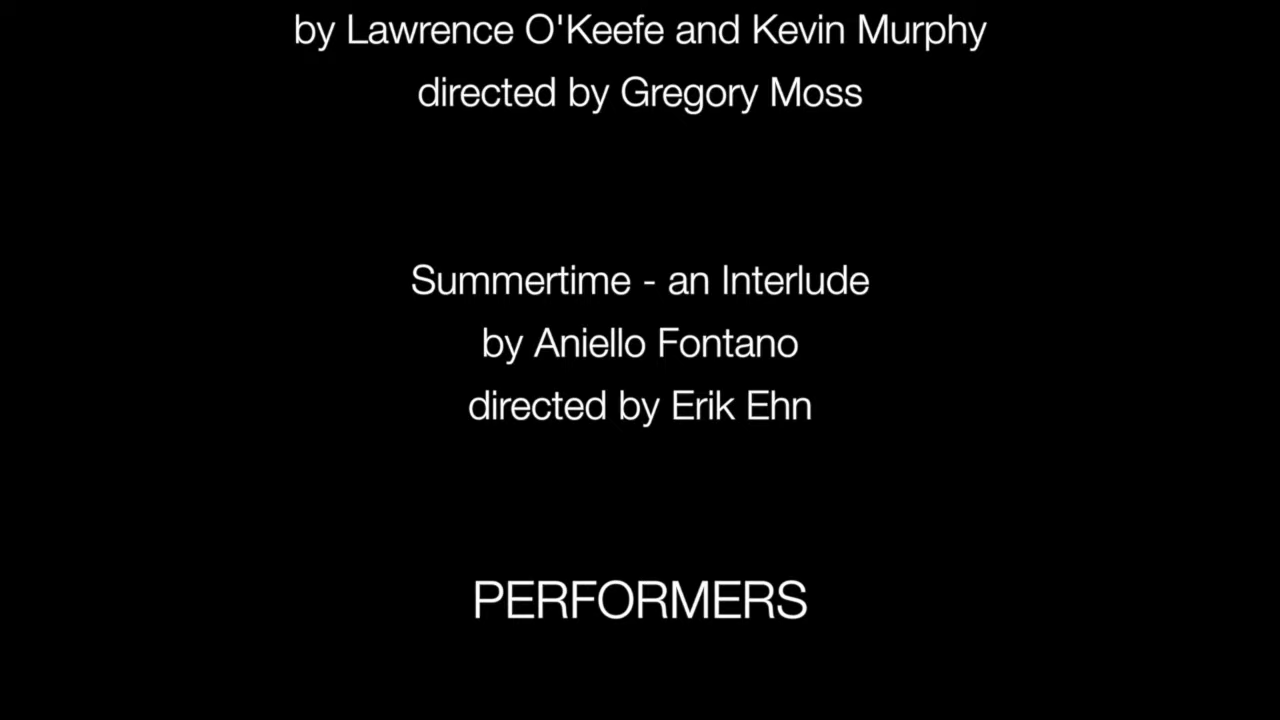 by Lawrence O'Keefe and Kevin Murphy
directed by Gregory Moss
Summertime - an Interlude
by Aniello Fontano
directed by Erik Ehn
PERFORMERS